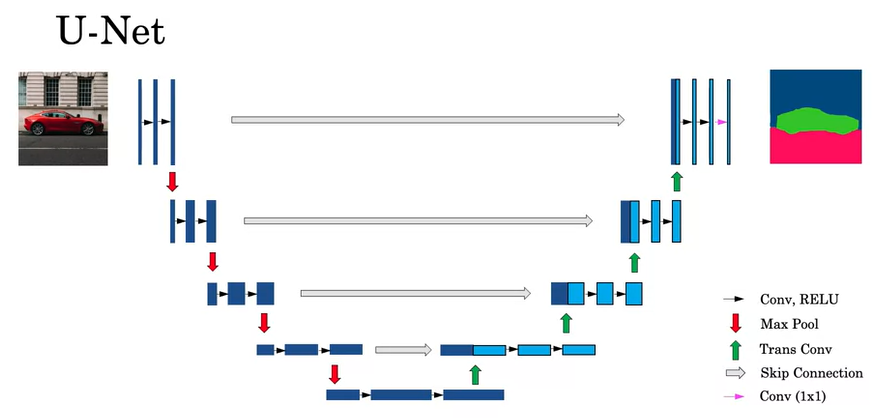 U-Net
Conv, RELU
Max Pool
Trans Conv
Skip Connection
Conv (1x1)